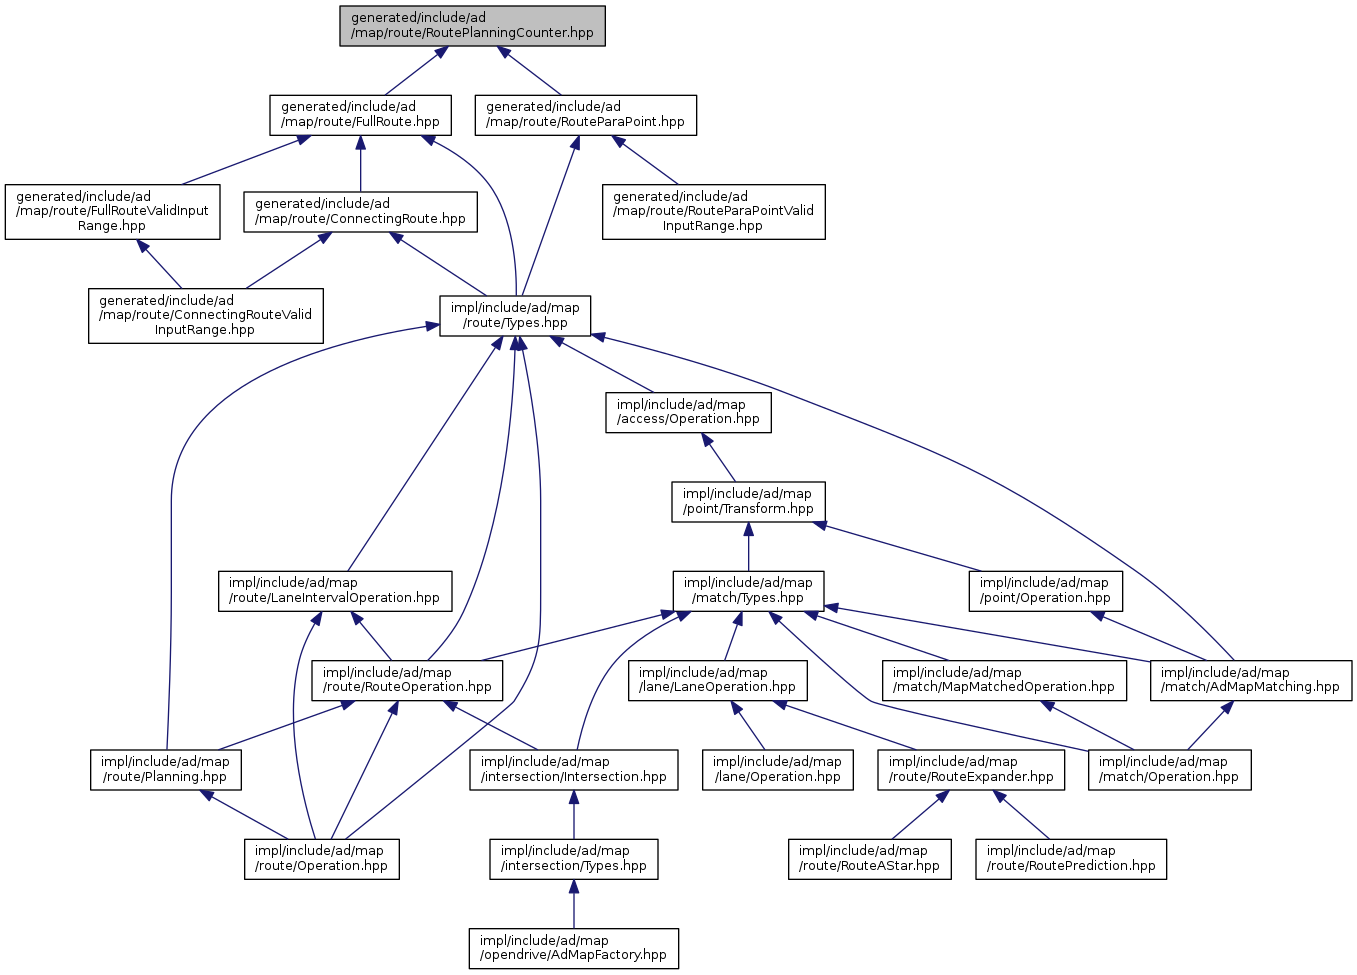 generated/include/ad
/map/route/RoutePlanningCounter.hpp
generated/include/ad
/map/route/FullRoute.hpp
generated/include/ad
/map/route/RouteParaPoint.hpp
generated/include/ad
/map/route/FullRouteValidInput
Range.hpp
generated/include/ad
/map/route/ConnectingRoute.hpp
generated/include/ad
/map/route/RouteParaPointValid
InputRange.hpp
generated/include/ad
/map/route/ConnectingRouteValid
InputRange.hpp
impl/include/ad/map
/route/Types.hpp
impl/include/ad/map
/access/Operation.hpp
impl/include/ad/map
/point/Transform.hpp
impl/include/ad/map
/route/LaneIntervalOperation.hpp
impl/include/ad/map
/match/Types.hpp
impl/include/ad/map
/point/Operation.hpp
impl/include/ad/map
/route/RouteOperation.hpp
impl/include/ad/map
/lane/LaneOperation.hpp
impl/include/ad/map
/match/MapMatchedOperation.hpp
impl/include/ad/map
/match/AdMapMatching.hpp
impl/include/ad/map
/route/Planning.hpp
impl/include/ad/map
/intersection/Intersection.hpp
impl/include/ad/map
/lane/Operation.hpp
impl/include/ad/map
/route/RouteExpander.hpp
impl/include/ad/map
/match/Operation.hpp
impl/include/ad/map
/route/Operation.hpp
impl/include/ad/map
/intersection/Types.hpp
impl/include/ad/map
/route/RouteAStar.hpp
impl/include/ad/map
/route/RoutePrediction.hpp
impl/include/ad/map
/opendrive/AdMapFactory.hpp